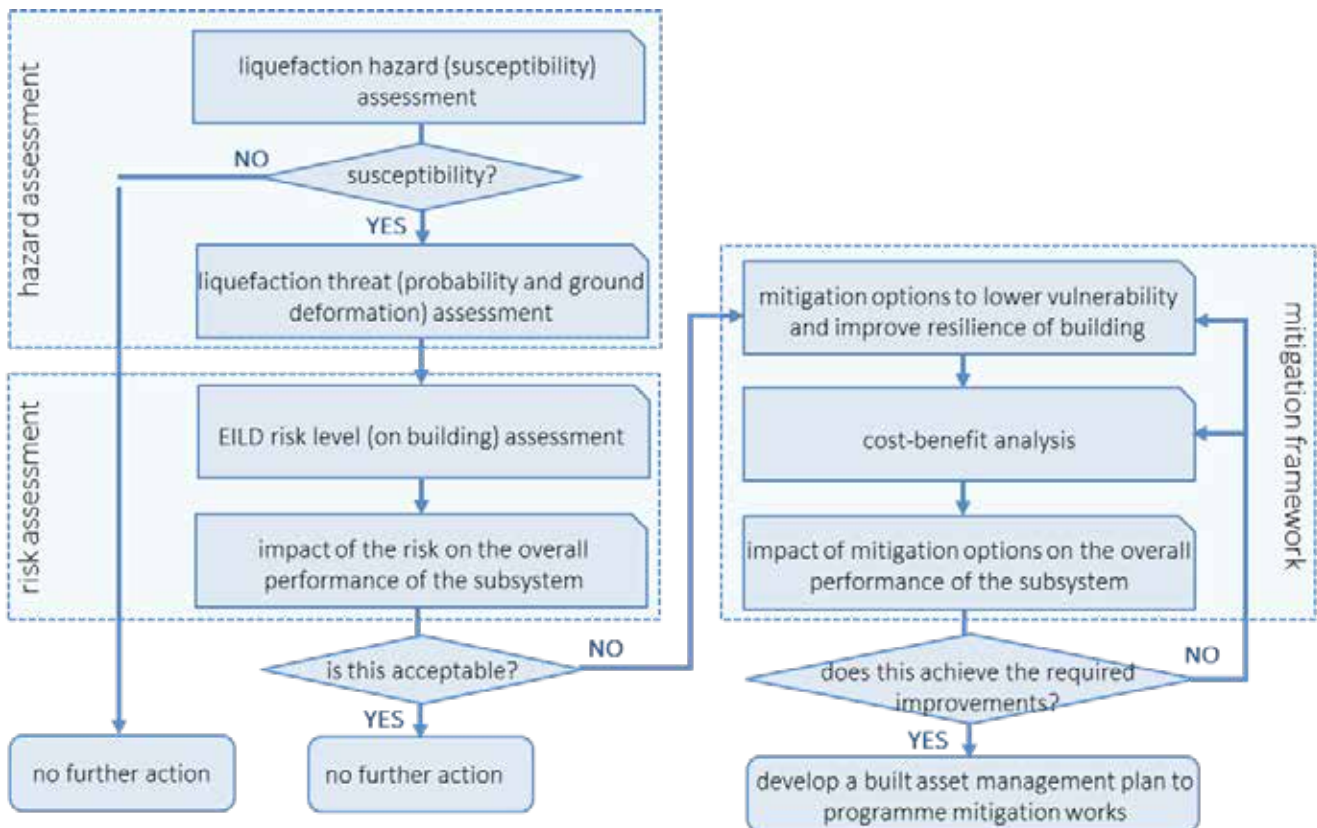 hazard assessment
liquefaction hazard (susceptibility)
assessment
NO
susceptibility?
YES
liquefaction threat (probability and ground
deformation) assessment
risk assessment
EILD risk level (on building) assessment
impact of the risk on the overall
performance of the subsystem
is this acceptable?
NO
YES
no further action
no further action
mitigation framework
mitigation options to lower vulnerability
and improve resilience of building
cost-benefit analysis
impact of mitigation options on the overall
performance of the subsystem
does this achieve the required
improvements?
NO
YES
develop a built asset management plan to
programme mitigation works